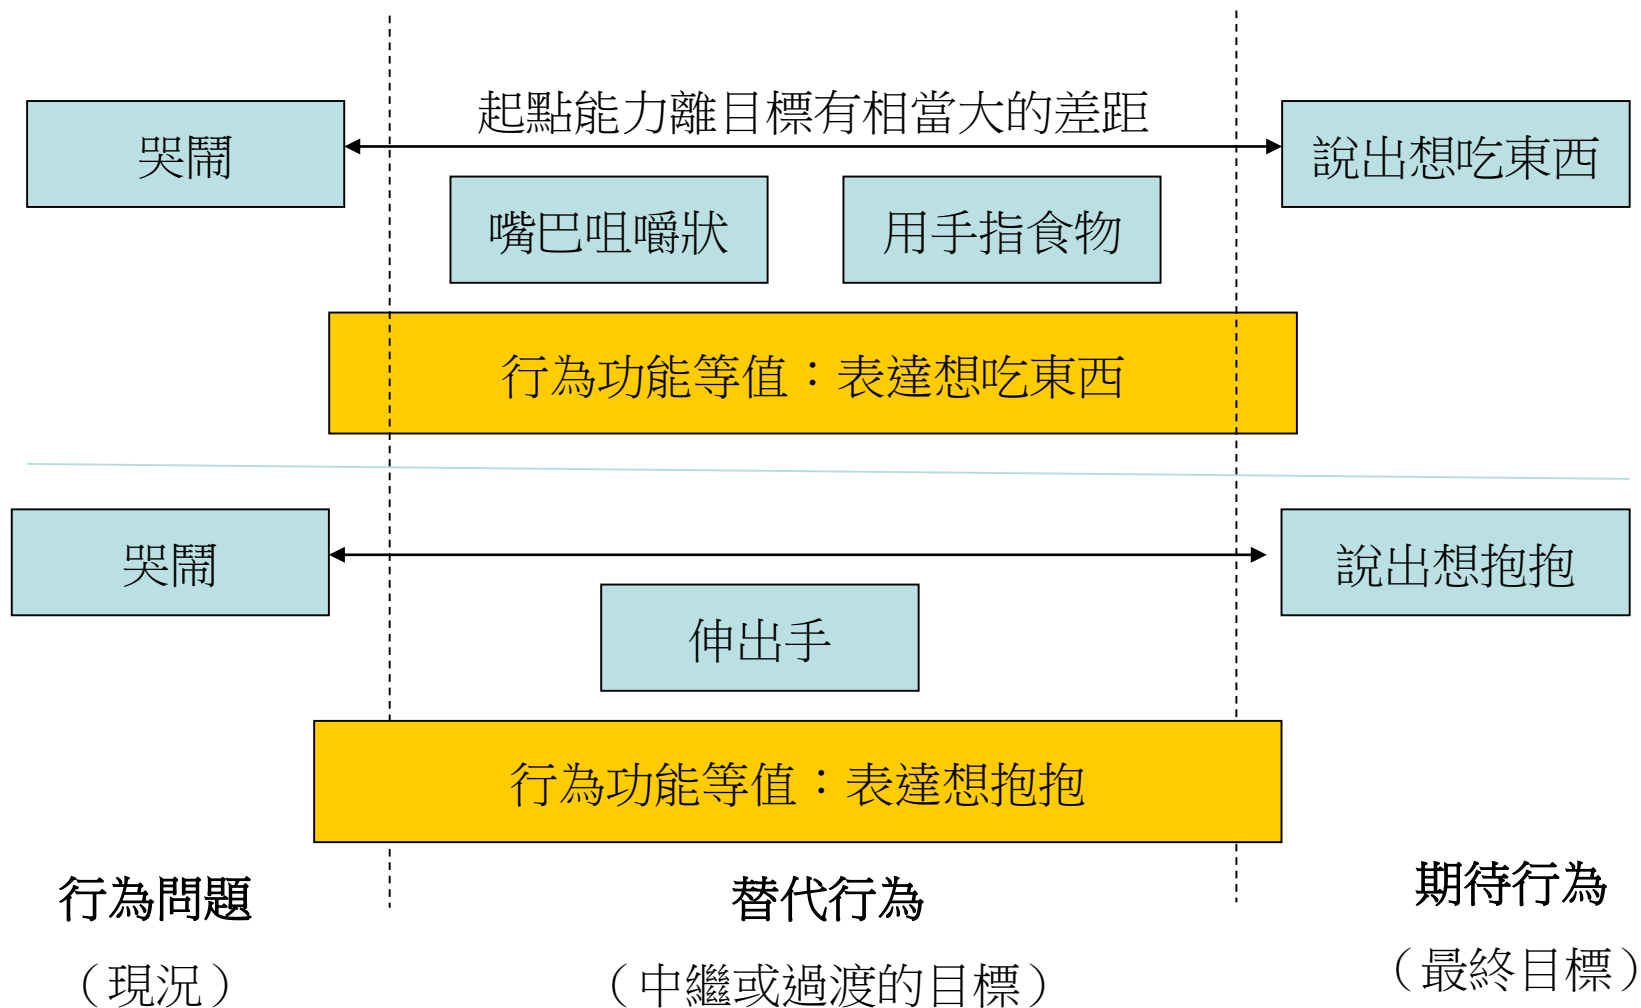 起點能力離目標有相當大的差距
哭鬧
說出想吃東西
嘴巴咀嚼狀
用手指食物
行為功能等值：表達想吃東西
哭鬧
說出想抱抱
伸出手
行為功能等值：表達想抱抱
行為問題
替代行為
期待行為
（現況）
（中繼或過渡的目標）
（最終目標）